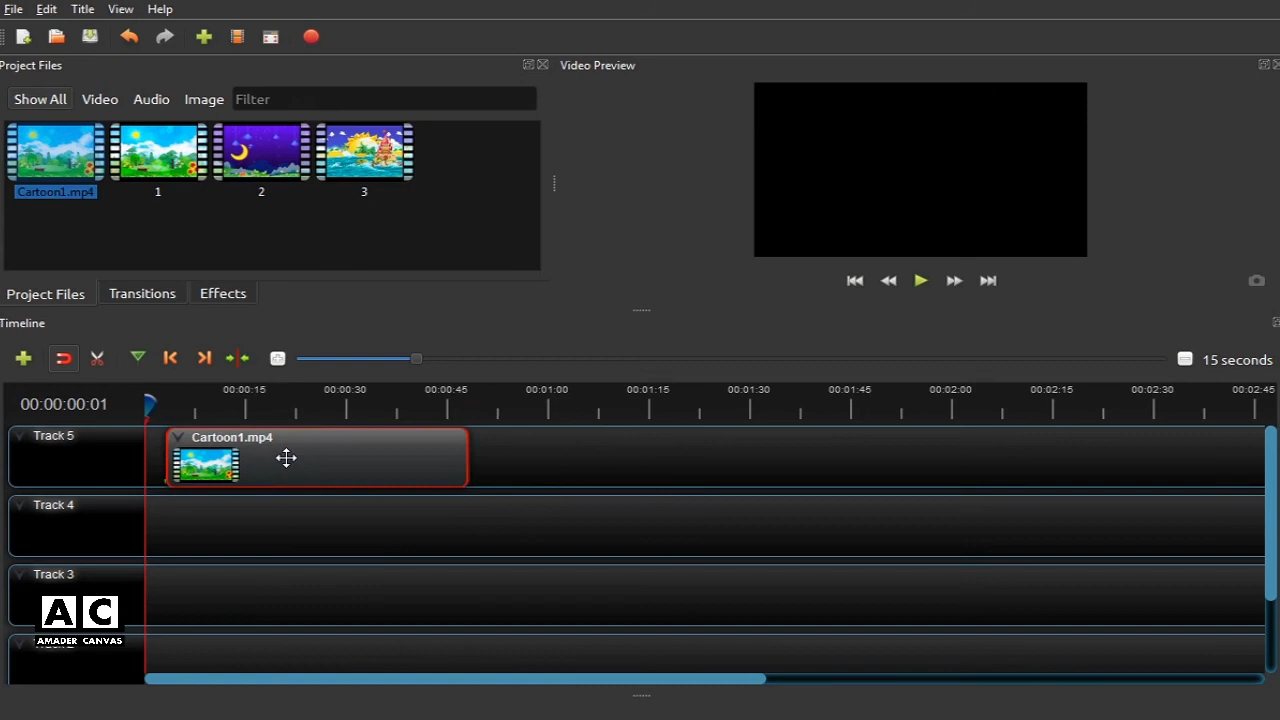 File Edit Title View Help
Project Files
Video Preview
Show All Video Audio Image Filter
Cartoon1.mp4 1 2 3
Project Files Transitions Effects
Timeline
15 seconds
00:00:00:01
00:00:15 00:00:30 00:00:45 00:01:00 00:01:15 00:01:30 00:01:45 00:02:00 00:02:15 00:02:30 00:02:45
Track 5
Cartoon1.mp4
Track 4
Track 3
AC
AMADER CANVAS